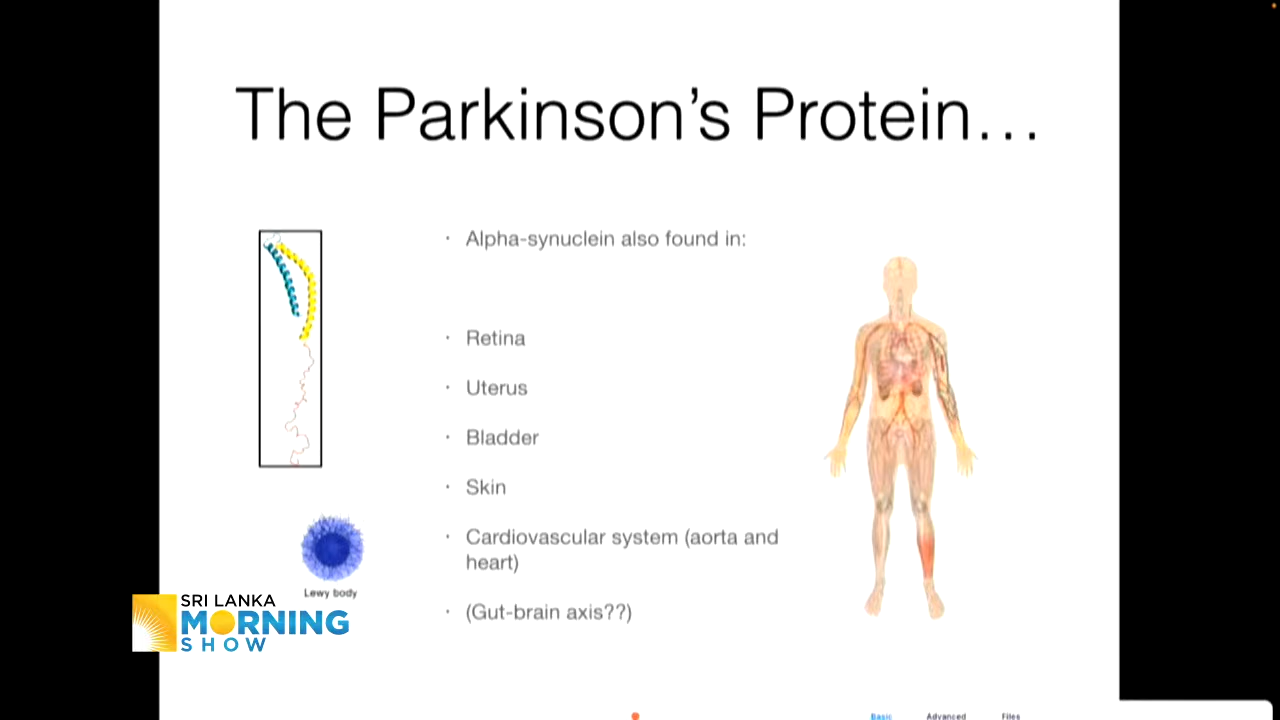 The Parkinson's Protein...
· Alpha-synuclein also found in:
· Retina
· Uterus
· Bladder
· Skin
· Cardiovascular system (aorta and
heart)
· (Gut-brain axis??)
Lewy body
SRI LANKA
MORNING
SHOW
Basic Advanced Files